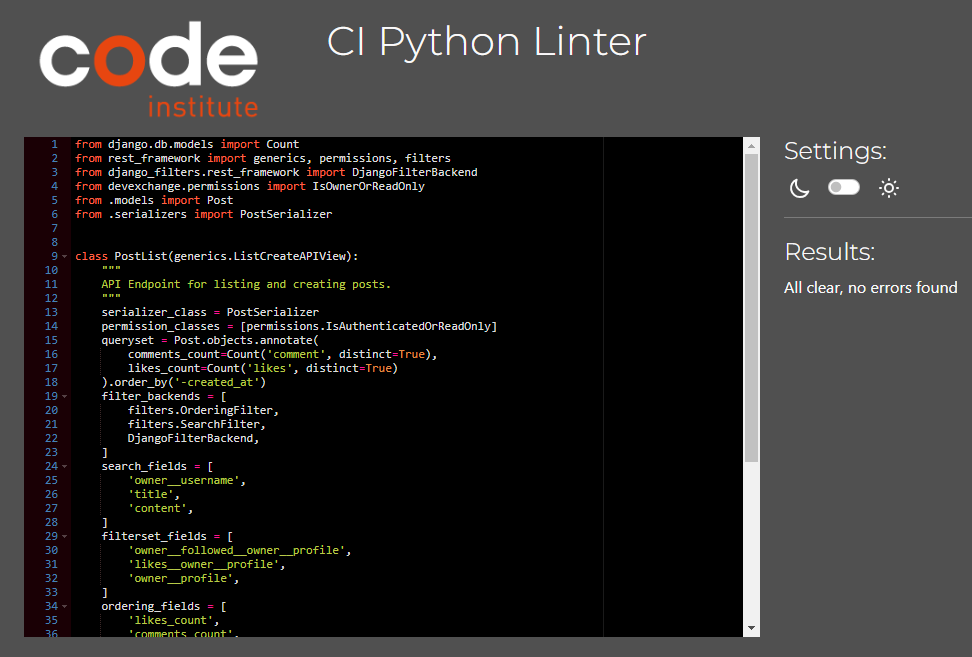 code
institute
CI Python Linter
1 from django.db.models import Count
2 from rest_framework import generics, permissions, filters
3 from django_filters.rest_framework import DjangoFilterBackend
4 from devexchange.permissions import IsOwnerOrReadOnly
5 from .models import Post
6 from .serializers import PostSerializer
7
8
9 class PostList(generics.ListCreateAPIView):
10     """
11     API Endpoint for listing and creating posts.
12     """
13     serializer_class = PostSerializer
14     permission_classes = [permissions.IsAuthenticatedOrReadOnly]
15     queryset = Post.objects.annotate(
16         comments_count=Count('comment', distinct=True),
17         likes_count=Count('likes', distinct=True)
18     ).order_by('-created_at')
19     filter_backends = [
20         filters.OrderingFilter,
21         filters.SearchFilter,
22         DjangoFilterBackend,
23     ]
24     search_fields = [
25         'owner__username',
26         'title',
27         'content',
28     ]
29     filterset_fields = [
30         'owner__followed__owner__profile',
31         'likes__owner__profile',
32         'owner__profile',
33     ]
34     ordering_fields = [
35         'likes_count',
36         'comments_count',
Settings:
Results:
All clear, no errors found